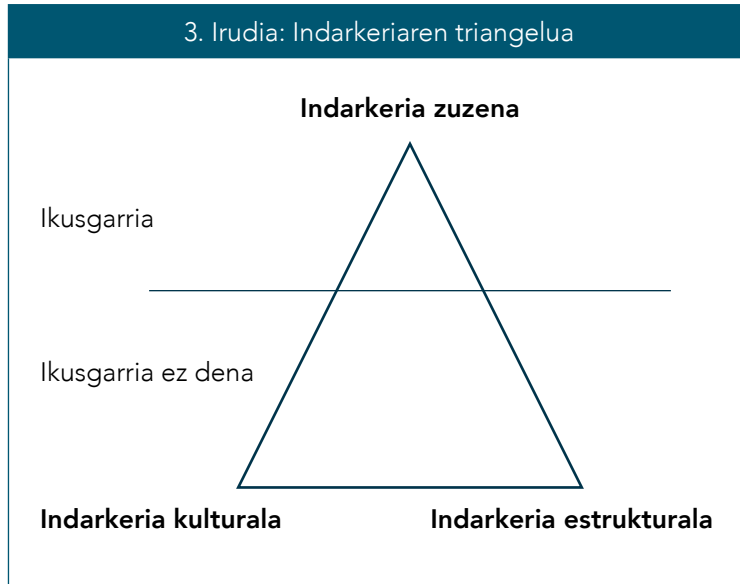 3. Irudia: Indarkeriaren triangelua
Indarkeria zuzena
Ikusgarria
Ikusgarria ez dena
Indarkeria kulturala
Indarkeria estrukturala